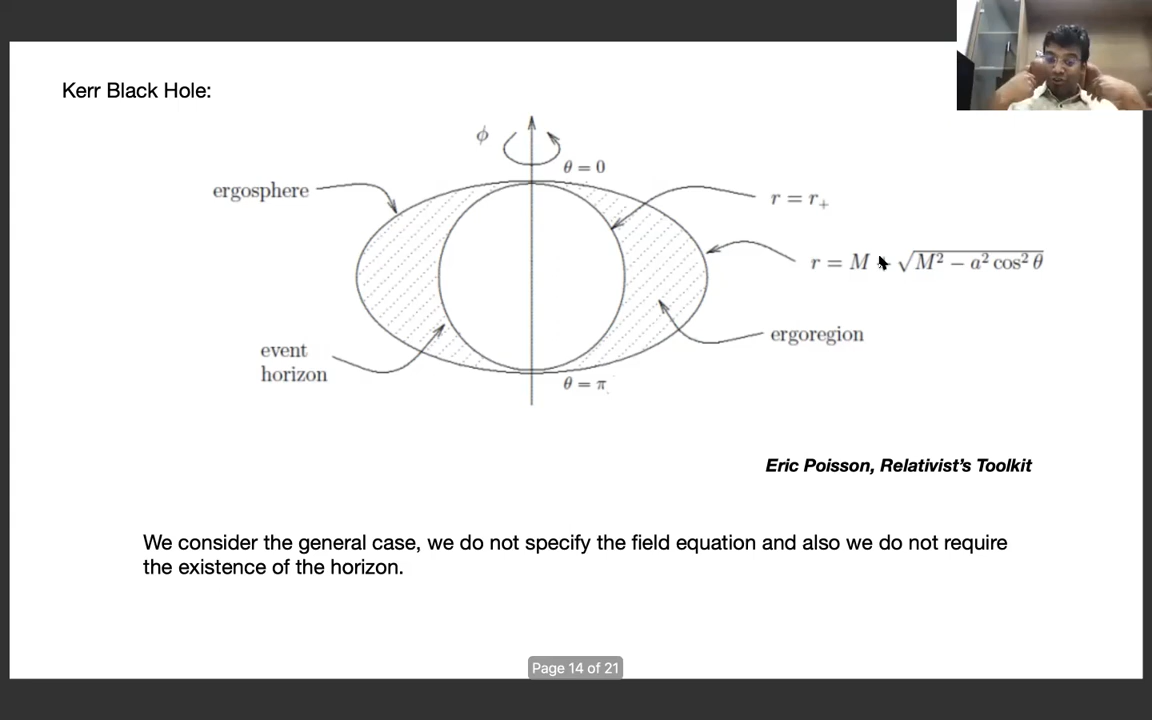 Kerr Black Hole:
ϕ
θ = 0
ergosphere
r = r₊
r = M √M² − a² cos² θ
ergoregion
event
horizon
θ = π
Eric Poisson, Relativist's Toolkit
We consider the general case, we do not specify the field equation and also we do not require
the existence of the horizon.
Page 14 of 21